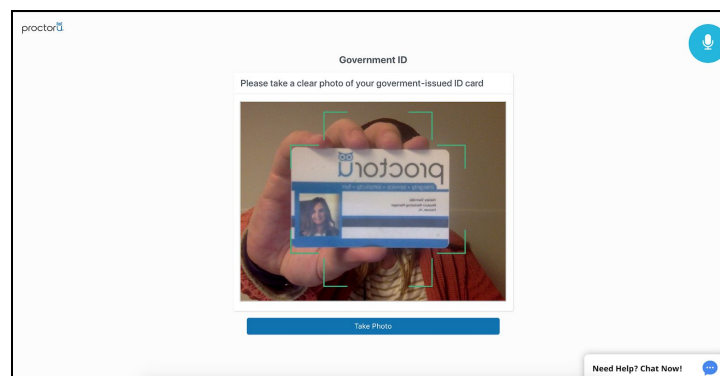 proctorU
Government ID
Please take a clear photo of your goverment-issued ID card
proctorU
Take Photo
Need Help? Chat Now!